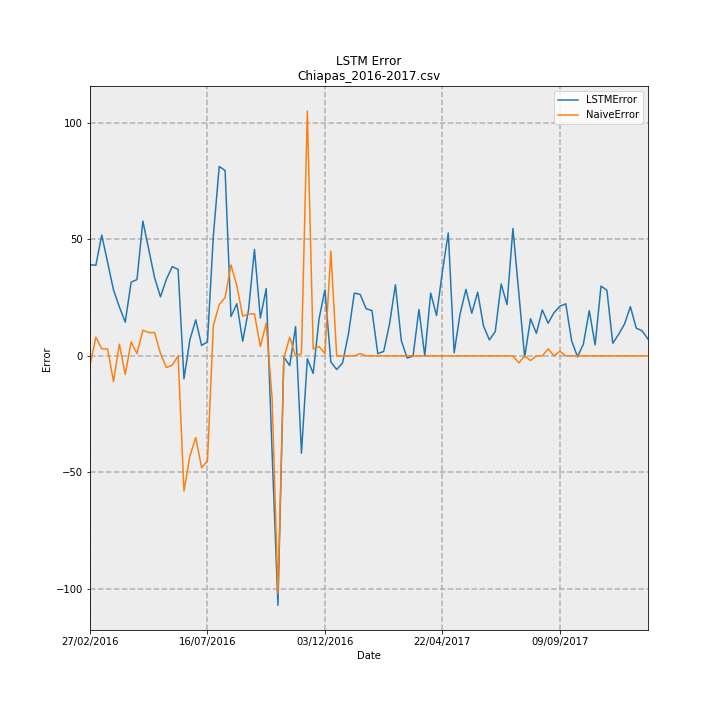 LSTM Error
Chiapas_2016-2017.csv
LSTMError
NaiveError
100
50
0
−50
−100
Error
27/02/2016
16/07/2016
03/12/2016
22/04/2017
09/09/2017
Date